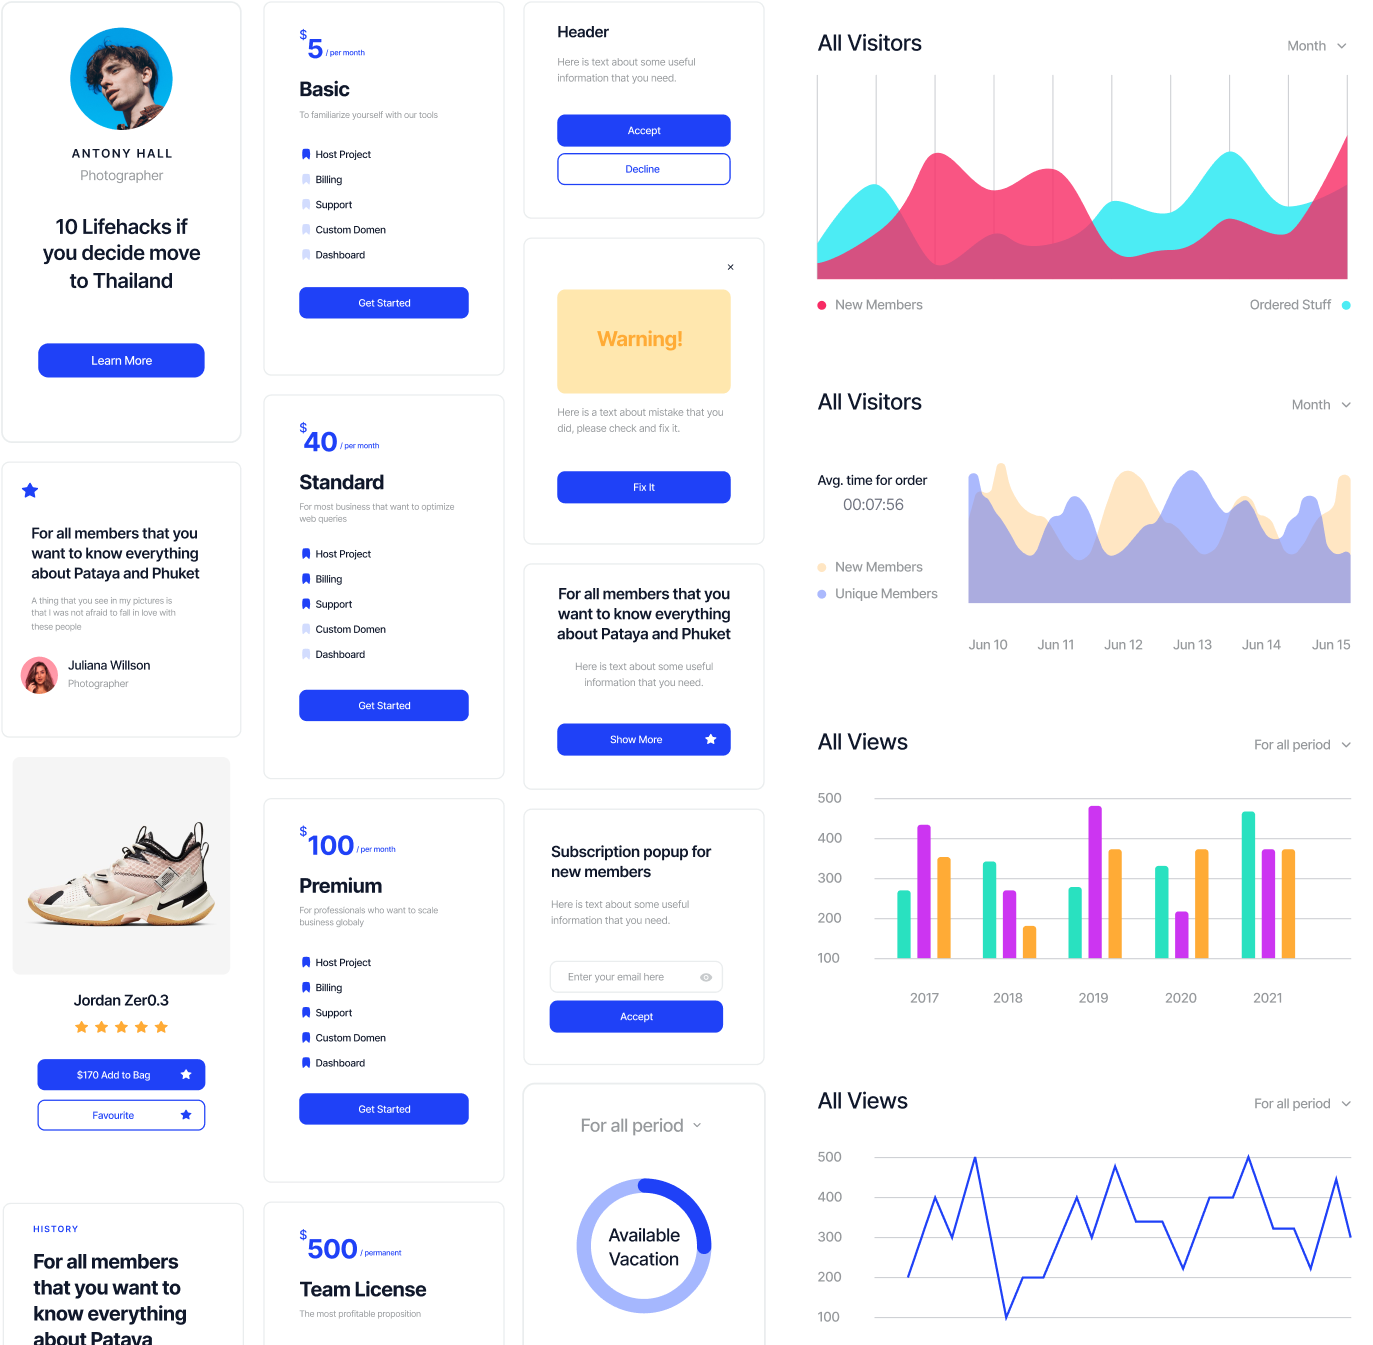 ANTONY HALL
Photographer
10 Lifehacks if
you decide move
to Thailand
Learn More
For all members that you
want to know everything
about Pataya and Phuket
A thing that you see in my pictures is
that I was not afraid to fall in love with
these people
Juliana Willson
Photographer
Jordan Zer0.3
$170 Add to Bag
Favourite
HISTORY
For all members
that you want to
know everything
about Pataya
$5 / per month
Basic
To familiarize yourself with our tools
Host Project
Billing
Support
Custom Domen
Dashboard
Get Started
$40 / per month
Standard
For most business that want to optimize
web queries
Host Project
Billing
Support
Custom Domen
Dashboard
Get Started
$100 / per month
Premium
For professionals who want to scale
business globaly
Host Project
Billing
Support
Custom Domen
Dashboard
Get Started
$500 / permanent
Team License
The most profitable proposition
Header
Here is text about some useful
information that you need.
Accept
Decline
Warning!
Here is a text about mistake that you
did, please check and fix it.
Fix It
For all members that you
want to know everything
about Pataya and Phuket
Here is text about some useful
information that you need.
Show More
Subscription popup for
new members
Here is text about some useful
information that you need.
Enter your email here
Accept
For all period
Available
Vacation
All Visitors
Month
New Members
Ordered Stuff
All Visitors
Month
Avg. time for order
00:07:56
New Members
Unique Members
Jun 10 Jun 11 Jun 12 Jun 13 Jun 14 Jun 15
All Views
For all period
500
400
300
200
100
2017 2018 2019 2020 2021
All Views
For all period
500
400
300
200
100